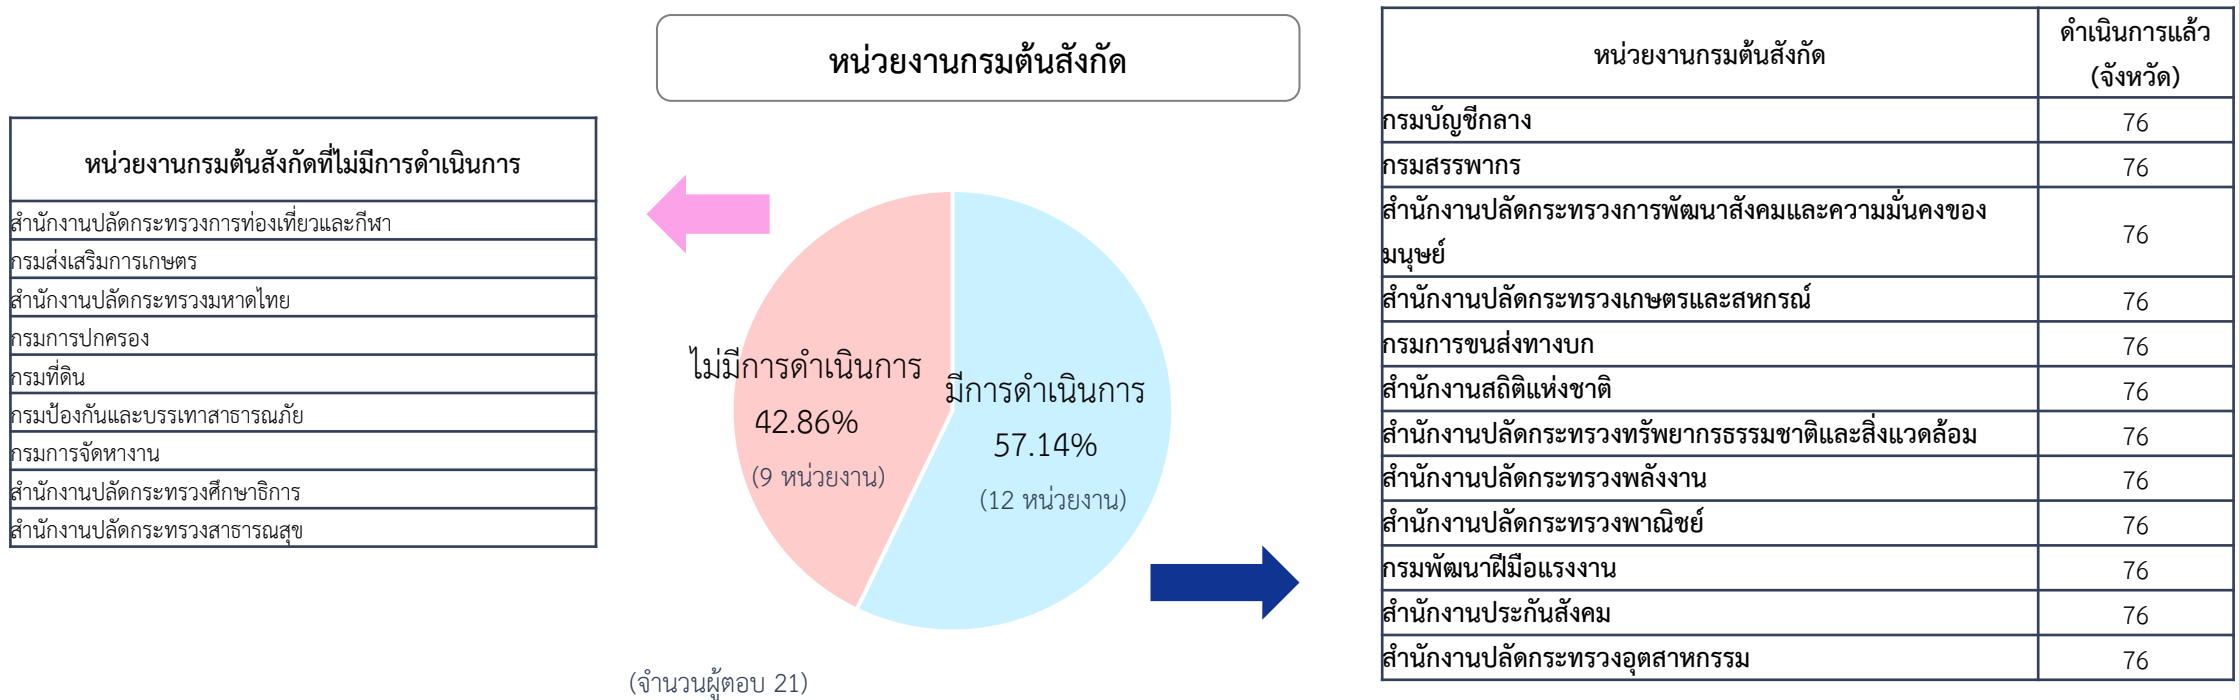 หน่วยงานกรมต้นสังกัด
หน่วยงานกรมต้นสังกัดที่ไม่มีการดำเนินการ
สำนักงานปลัดกระทรวงการท่องเที่ยวและกีฬา
กรมส่งเสริมการเกษตร
สำนักงานปลัดกระทรวงมหาดไทย
กรมการปกครอง
กรมที่ดิน
กรมป้องกันและบรรเทาสาธารณภัย
กรมการจัดหางาน
สำนักงานปลัดกระทรวงศึกษาธิการ
สำนักงานปลัดกระทรวงสาธารณสุข
ไม่มีการดำเนินการ
42.86%
(9 หน่วยงาน)
มีการดำเนินการ
57.14%
(12 หน่วยงาน)
(จำนวนผู้ตอบ 21)
หน่วยงานกรมต้นสังกัด ดำเนินการแล้ว
(จังหวัด)
กรมบัญชีกลาง 76
กรมสรรพากร 76
สำนักงานปลัดกระทรวงการพัฒนาสังคมและความมั่นคงของ
มนุษย์ 76
สำนักงานปลัดกระทรวงเกษตรและสหกรณ์ 76
กรมการขนส่งทางบก 76
สำนักงานสถิติแห่งชาติ 76
สำนักงานปลัดกระทรวงทรัพยากรธรรมชาติและสิ่งแวดล้อม 76
สำนักงานปลัดกระทรวงพลังงาน 76
สำนักงานปลัดกระทรวงพาณิชย์ 76
กรมพัฒนาฝีมือแรงงาน 76
สำนักงานประกันสังคม 76
สำนักงานปลัดกระทรวงอุตสาหกรรม 76